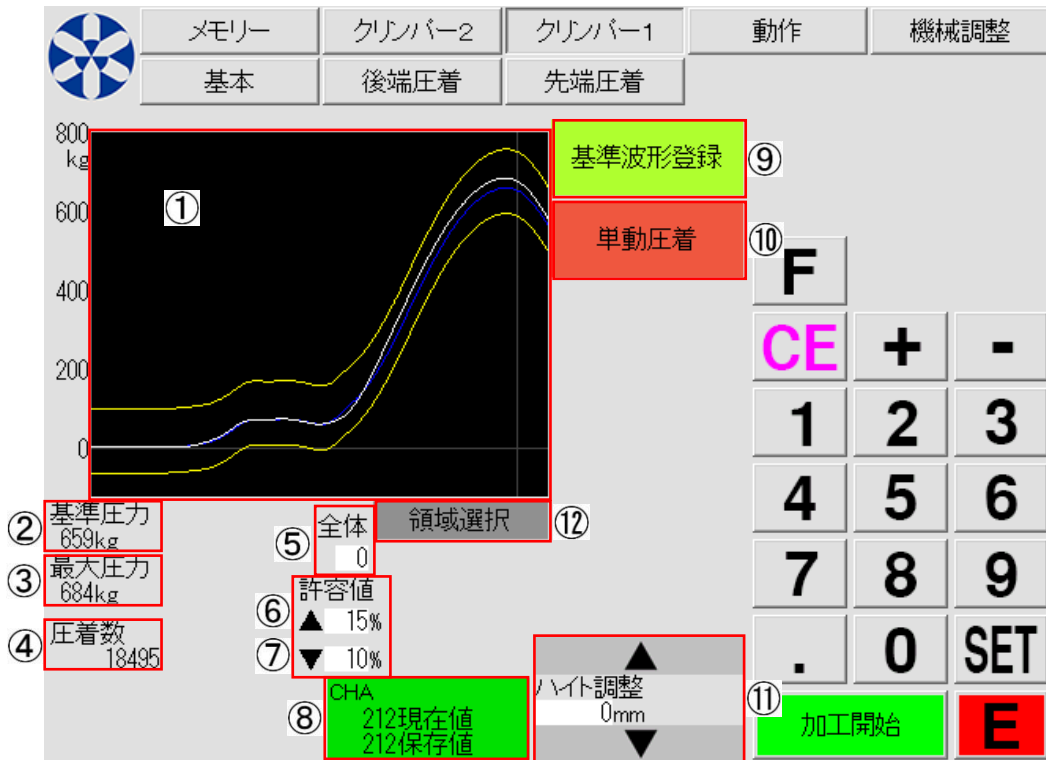 メモリー
クリンパー2
クリンパー1
動作
機械調整
基本
後端圧着
先端圧着
800
kg
600
400
200
0
①
基準波形登録
⑨
単動圧着
⑩
F
CE
+
-
1
2
3
4
5
6
7
8
9
.
0
SET
②
基準圧力
659kg
③
最大圧力
684kg
④
圧着数
18495
⑤
全体
0
領域選択
⑫
許容値
⑥
▲
15%
⑦
▼
10%
⑧
CHA
212現在値
212保存値
▲
ハイト調整
0mm
▼
⑪
加工開始
E